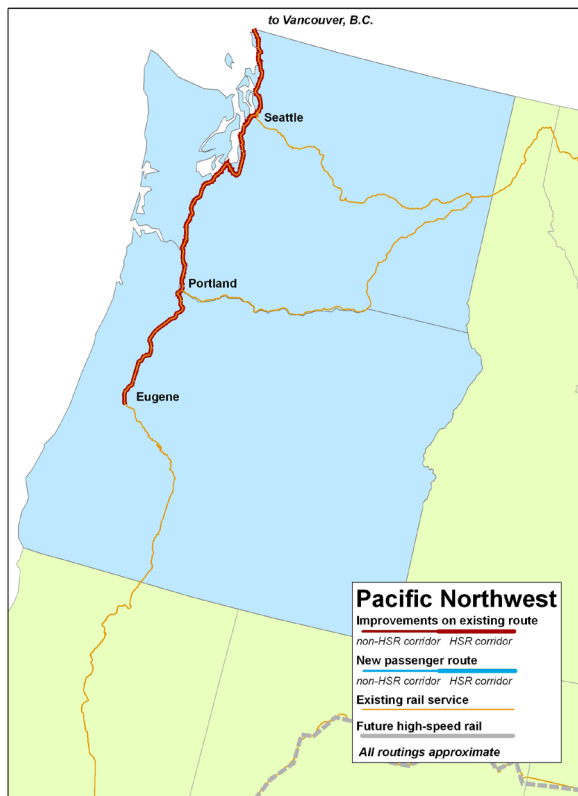 to Vancouver, B.C.
Seattle
Portland
Eugene
Pacific Northwest
Improvements on existing route
non-HSR corridor HSR corridor
New passenger route
non-HSR corridor HSR corridor
Existing rail service
Future high-speed rail
All routings approximate